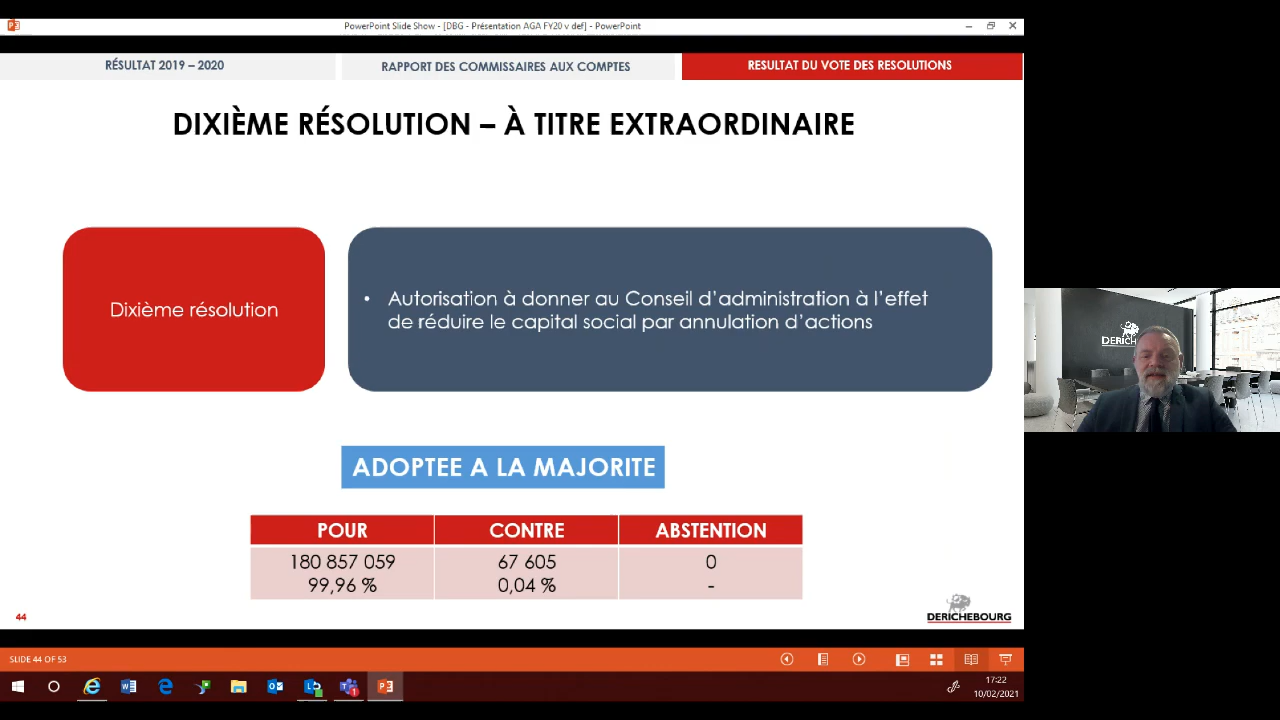 PowerPoint Slide Show - [DBG - Présentation AGA FY20 v def] - PowerPoint
RÉSULTAT 2019 – 2020
RAPPORT DES COMMISSAIRES AUX COMPTES
RESULTAT DU VOTE DES RESOLUTIONS
DIXIÈME RÉSOLUTION – À TITRE EXTRAORDINAIRE
Dixième résolution
• Autorisation à donner au Conseil d’administration à l’effet
de réduire le capital social par annulation d’actions
ADOPTEE A LA MAJORITE
POUR CONTRE ABSTENTION
180 857 059 67 605 0
99,96 % 0,04 % -
44
DERICHEBOURG
SLIDE 44 OF 53
17:22
10/02/2021